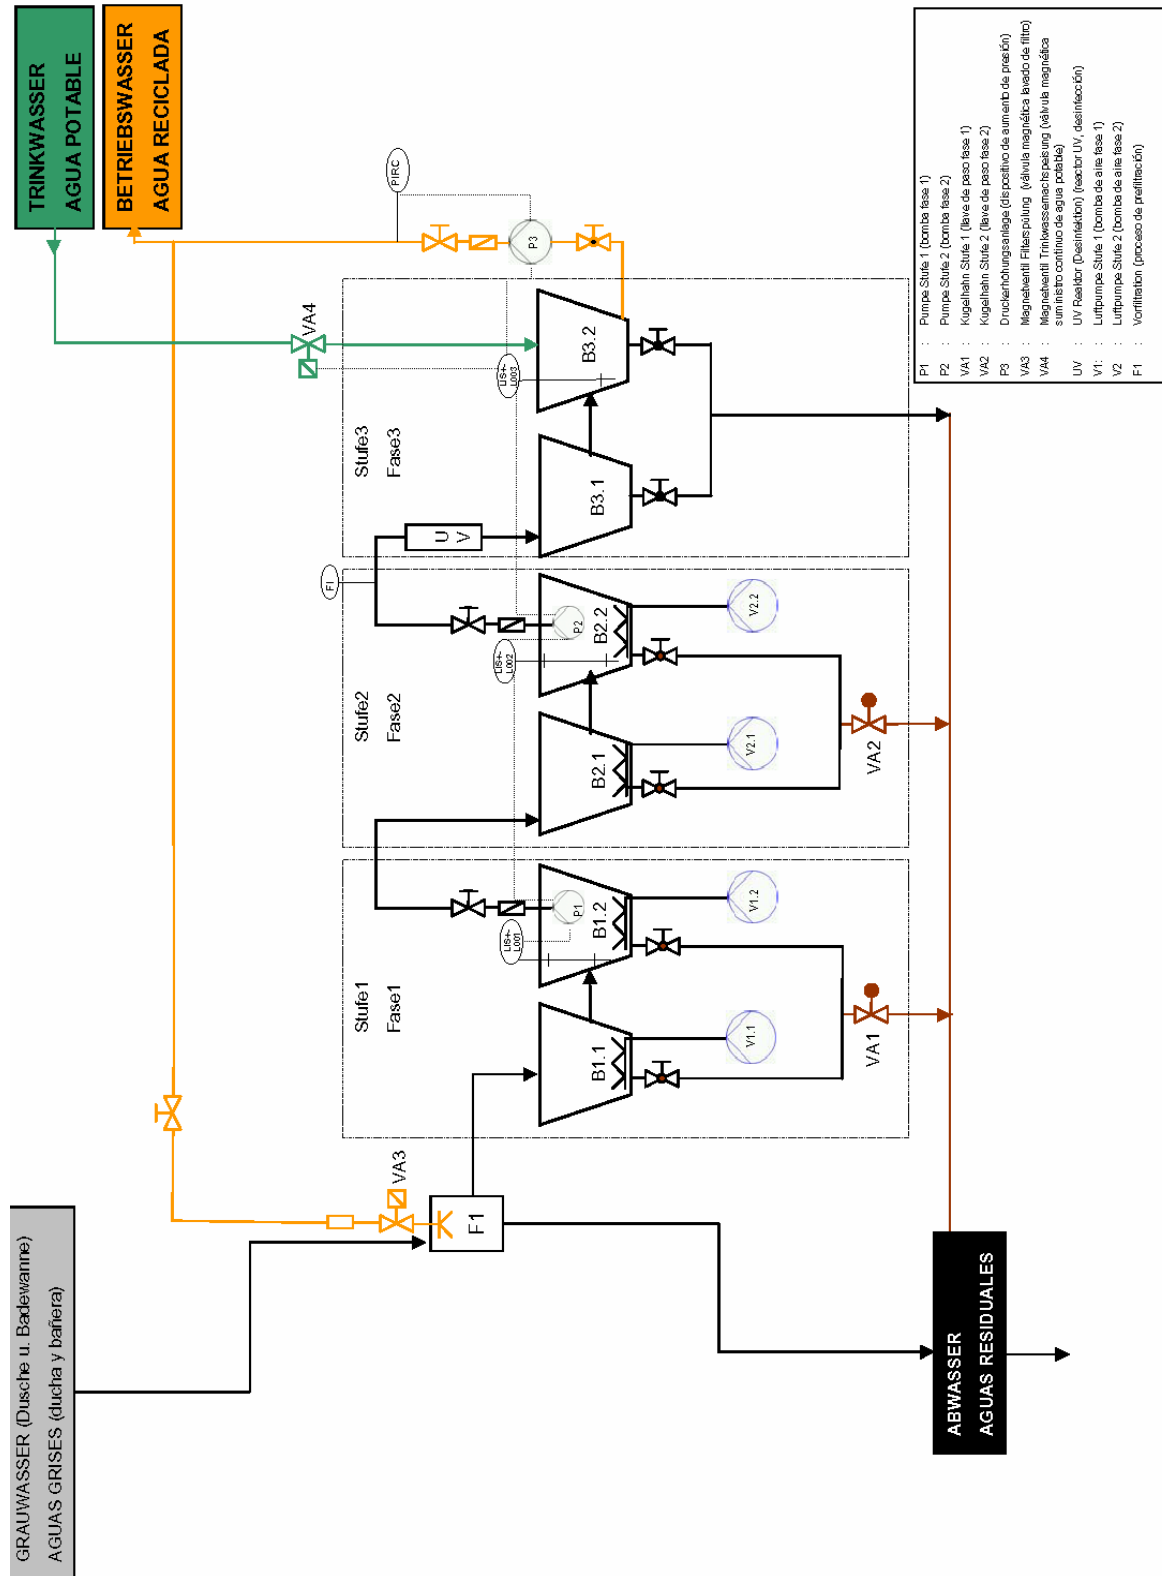 GRAUWASSER (Dusche u. Badewanne)
AGUAS GRISES (ducha y bañera)
TRINKWASSER
AGUA POTABLE
BETRIEBSWASSER
AGUA RECICLADA
VA3
F1
Stufe1
Fase1
B1.1
B1.2
LIS+-
L001
P1
V1.1
V1.2
VA1
Stufe2
Fase2
B2.1
B2.2
LIS+-
L002
P2
V2.1
V2.2
VA2
FI
U V
Stufe3
Fase3
B3.1
B3.2
LIS+-
L003
VA4
P3
PIRC
ABWASSER
AGUAS RESIDUALES
P1 : Pumpe Stufe 1 (bomba fase 1)
P2 : Pumpe Stufe 2 (bomba fase 2)
VA1 : Kugelhahn Stufe 1 (llave de paso fase 1)
VA2 : Kugelhahn Stufe 2 (llave de paso fase 2)
P3 : Druckerhöhungsanlage (dispositivo de aumento de presión)
VA3 : Magnetventil Filterspülung (válvula magnética lavado de filtro)
VA4 : Magnetventil Trinkwassernachspeisung (válvula magnética
suministro continuo de agua potable)
UV : UV Reaktor (Desinfektion) (reactor UV, desinfección)
V1: : Luftpumpe Stufe 1 (bomba de aire fase 1)
V2 : Luftpumpe Stufe 2 (bomba de aire fase 2)
F1 : Vorfiltration (proceso de prefiltración)